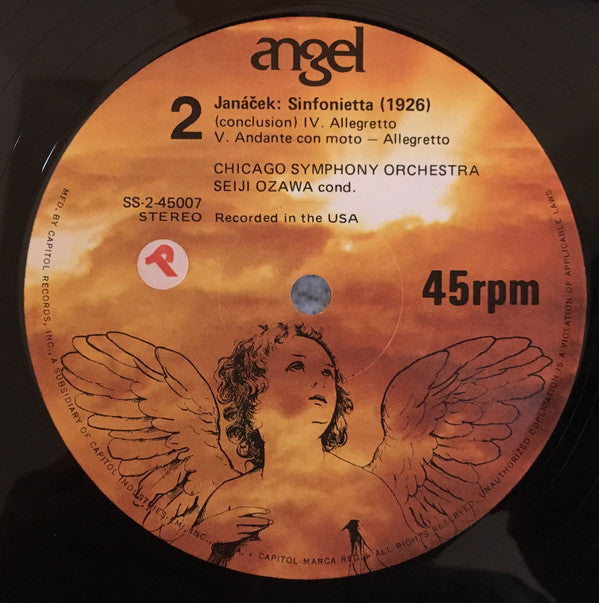 angel
2
Janáček: Sinfonietta (1926)
(conclusion) IV. Allegretto
V. Andante con moto — Allegretto
CHICAGO SYMPHONY ORCHESTRA
SEIJI OZAWA cond.
SS-2-45007
STEREO
Recorded in the USA
45rpm
MFD. BY CAPITOL RECORDS, INC., A SUBSIDIARY OF CAPITOL INDUSTRIES-EMI, INC., • CAPITOL MARCA REG. • ALL RIGHTS RESERVED. UNAUTHORIZED DUPLICATION IS A VIOLATION OF APPLICABLE LAWS